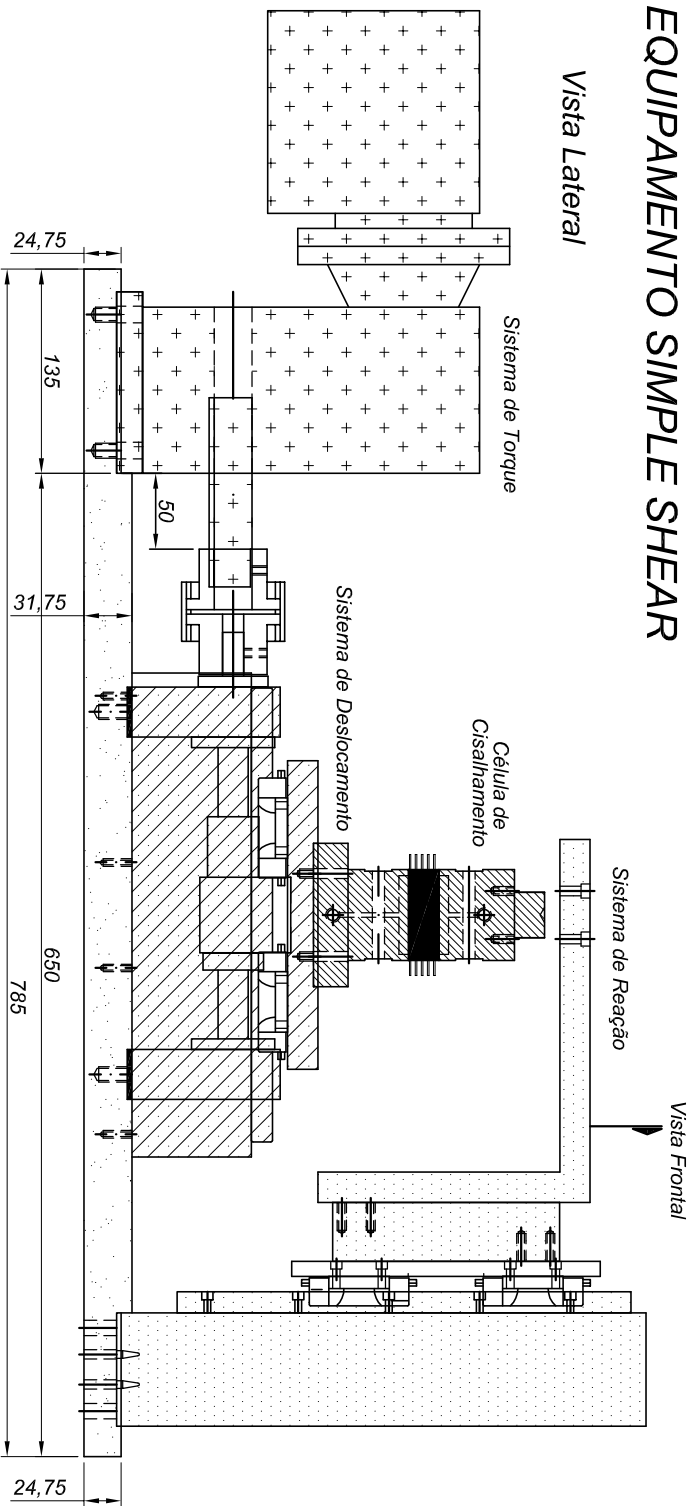 EQUIPAMENTO SIMPLE SHEAR
Vista Lateral
Sistema de Torque
Sistema de Deslocamento
Célula de
Cisalhamento
Sistema de Reação
Vista Frontal
24,75
135
50
31,75
650
785
24,75